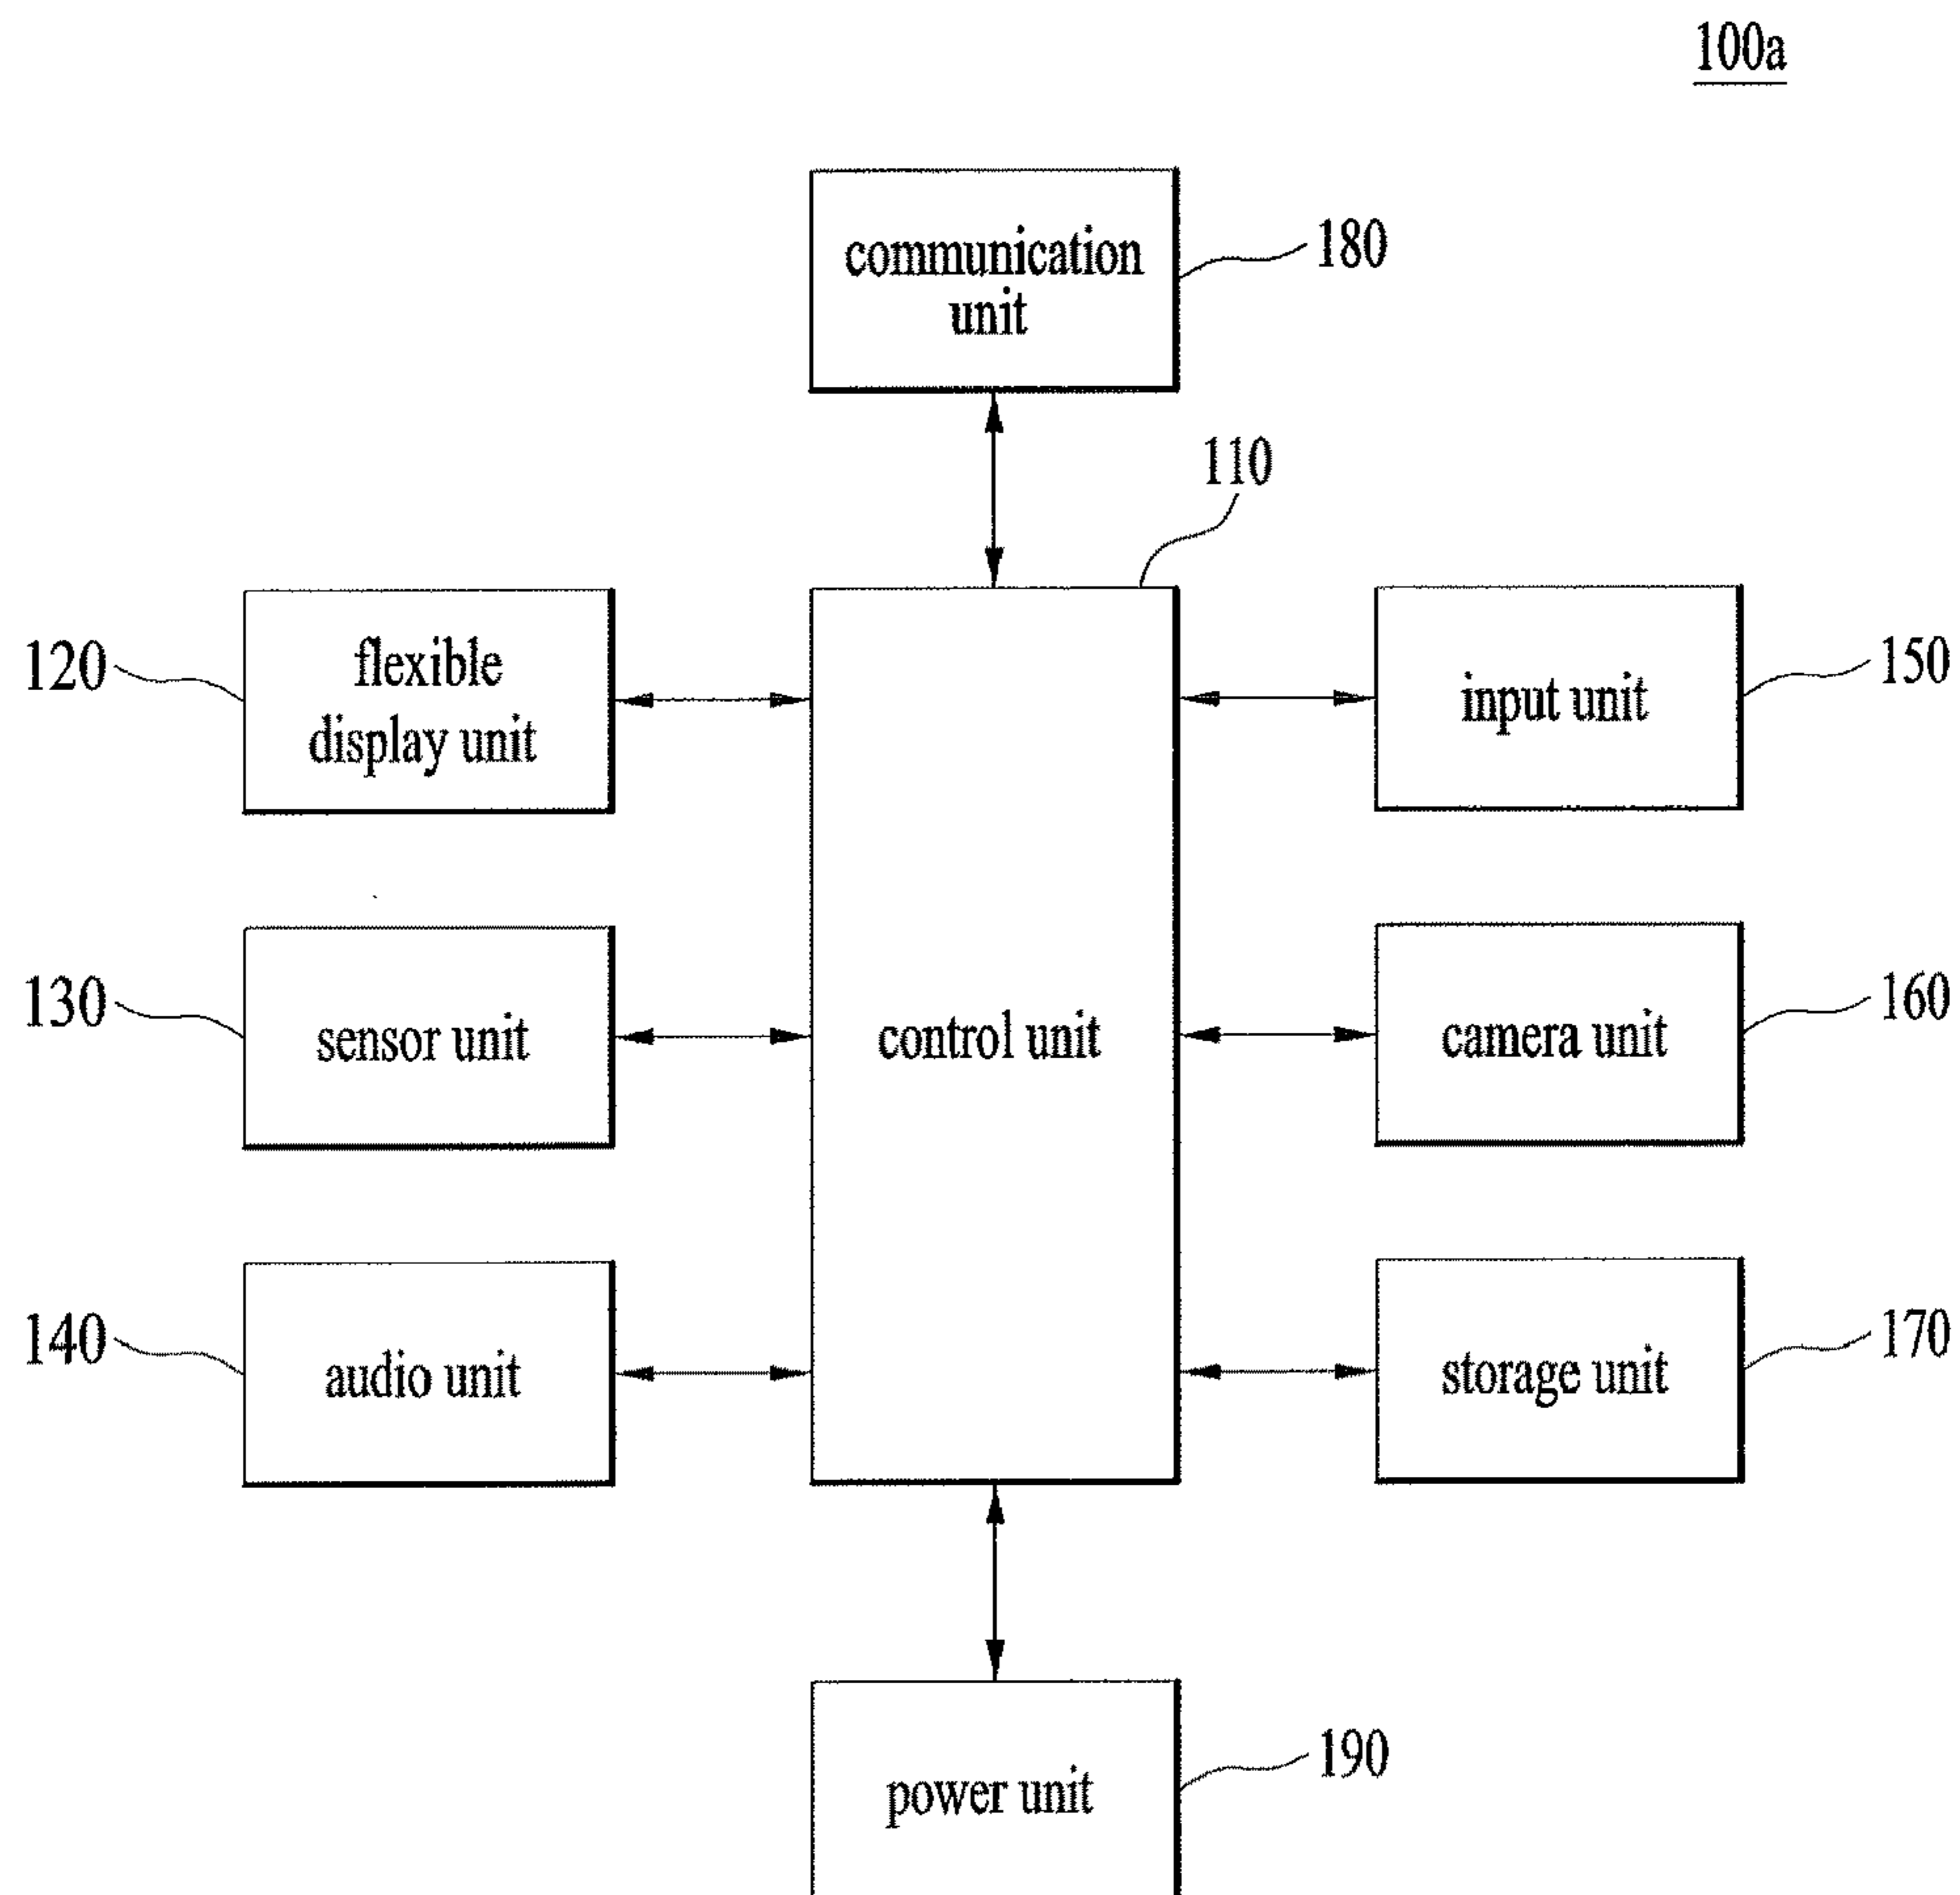 100a
communication
unit
180
110
120
flexible
display unit
input unit
150
130
sensor unit
control unit
camera unit
160
140
audio unit
storage unit
170
power unit
190